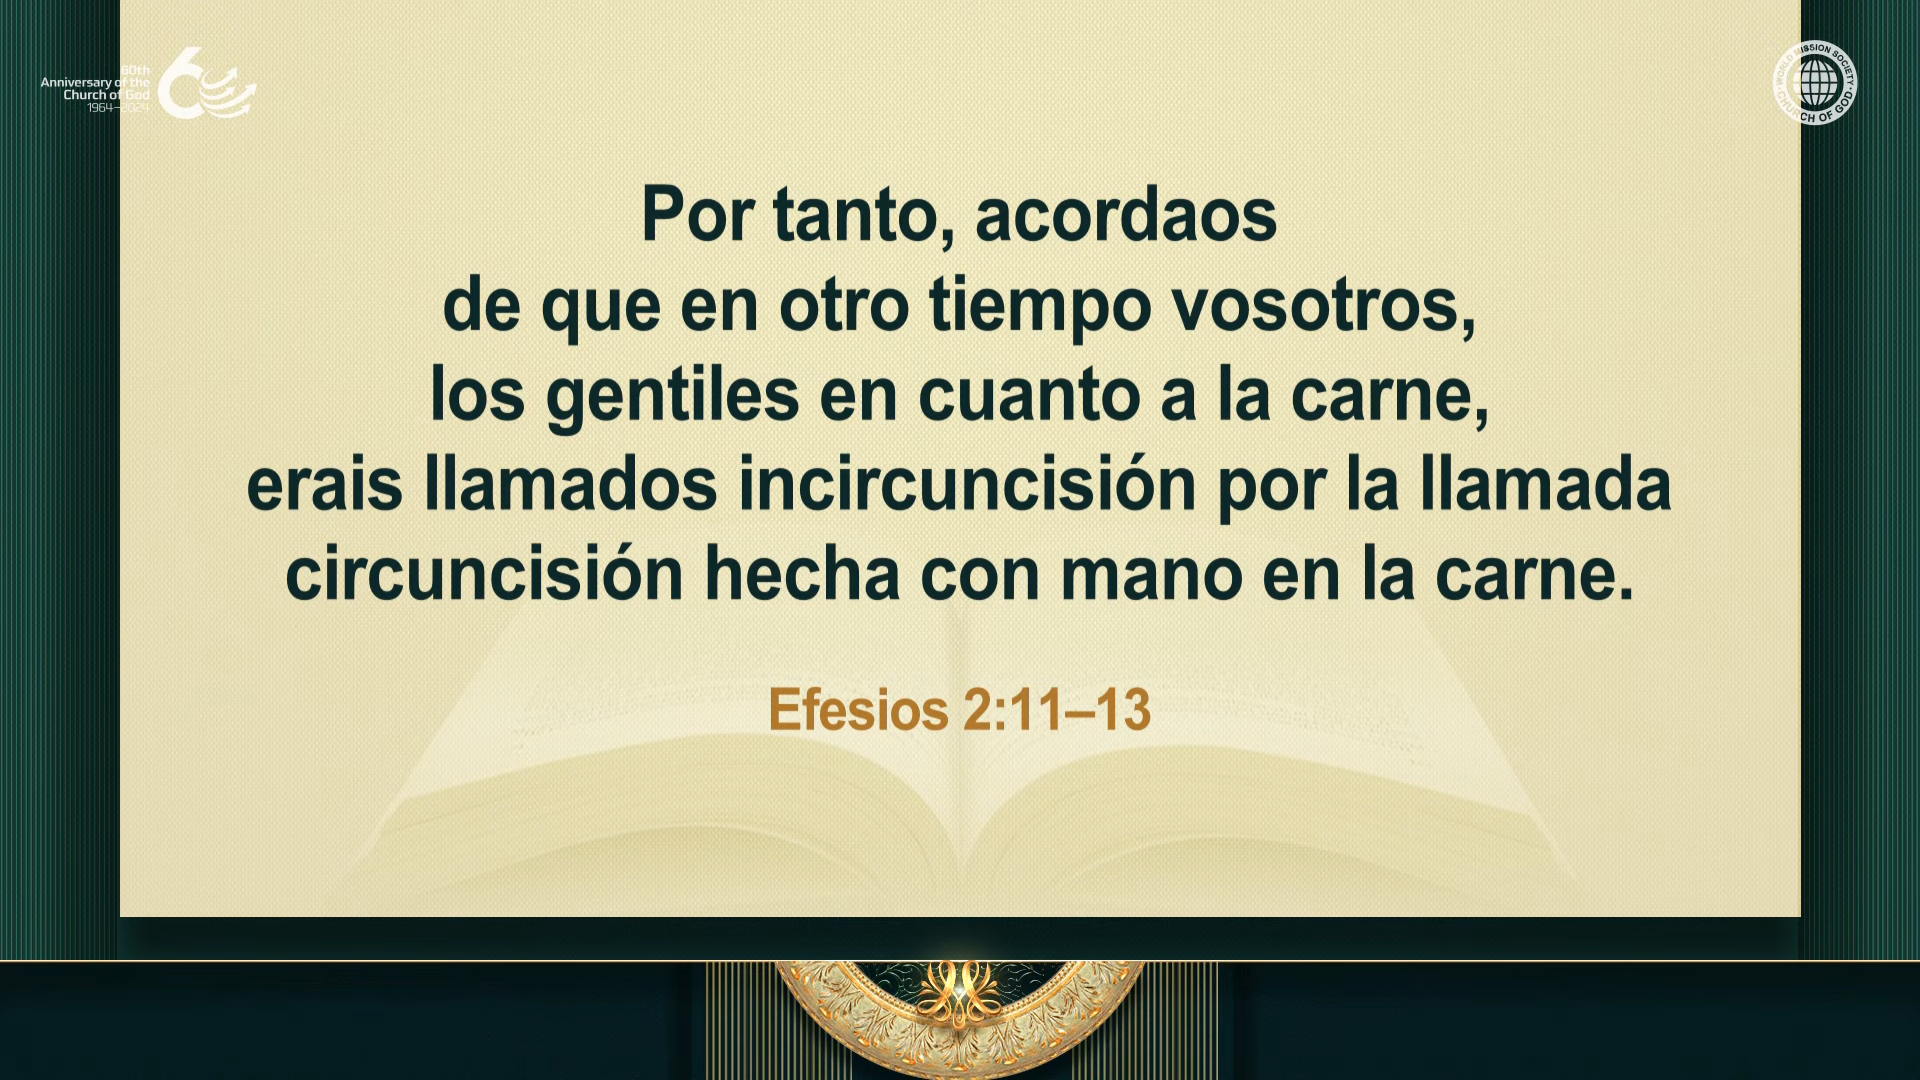 60th
Anniversary of the
Church of God
1964–2024
WORLD MISSION SOCIETY
CHURCH OF GOD
Por tanto, acordaos
de que en otro tiempo vosotros,
los gentiles en cuanto a la carne,
erais llamados incircuncisión por la llamada
circuncisión hecha con mano en la carne.
Efesios 2:11–13